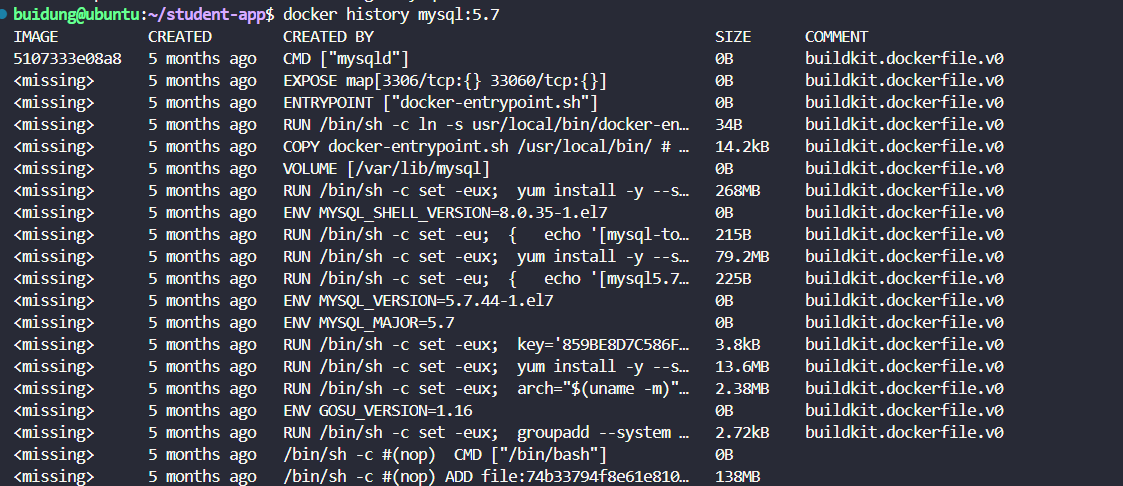 buidung@ubuntu:~/student-app$ docker history mysql:5.7
IMAGE CREATED CREATED BY SIZE COMMENT
5107333e08a8 5 months ago CMD ["mysqld"] 0B buildkit.dockerfile.v0
<missing> 5 months ago EXPOSE map[3306/tcp:{} 33060/tcp:{}] 0B buildkit.dockerfile.v0
<missing> 5 months ago ENTRYPOINT ["docker-entrypoint.sh"] 0B buildkit.dockerfile.v0
<missing> 5 months ago RUN /bin/sh -c ln -s usr/local/bin/docker-en… 34B buildkit.dockerfile.v0
<missing> 5 months ago COPY docker-entrypoint.sh /usr/local/bin/ # … 14.2kB buildkit.dockerfile.v0
<missing> 5 months ago VOLUME [/var/lib/mysql] 0B buildkit.dockerfile.v0
<missing> 5 months ago RUN /bin/sh -c set -eux;  yum install -y --s… 268MB buildkit.dockerfile.v0
<missing> 5 months ago ENV MYSQL_SHELL_VERSION=8.0.35-1.el7 0B buildkit.dockerfile.v0
<missing> 5 months ago RUN /bin/sh -c set -eu;  {   echo '[mysql-to… 215B buildkit.dockerfile.v0
<missing> 5 months ago RUN /bin/sh -c set -eux;  yum install -y --s… 79.2MB buildkit.dockerfile.v0
<missing> 5 months ago RUN /bin/sh -c set -eu;  {   echo '[mysql5.7… 225B buildkit.dockerfile.v0
<missing> 5 months ago ENV MYSQL_VERSION=5.7.44-1.el7 0B buildkit.dockerfile.v0
<missing> 5 months ago ENV MYSQL_MAJOR=5.7 0B buildkit.dockerfile.v0
<missing> 5 months ago RUN /bin/sh -c set -eux;  key='859BE8D7C586F… 3.8kB buildkit.dockerfile.v0
<missing> 5 months ago RUN /bin/sh -c set -eux;  yum install -y --s… 13.6MB buildkit.dockerfile.v0
<missing> 5 months ago RUN /bin/sh -c set -eux;  arch="$(uname -m)"… 2.38MB buildkit.dockerfile.v0
<missing> 5 months ago ENV GOSU_VERSION=1.16 0B buildkit.dockerfile.v0
<missing> 5 months ago RUN /bin/sh -c set -eux;  groupadd --system … 2.72kB buildkit.dockerfile.v0
<missing> 5 months ago /bin/sh -c #(nop)  CMD ["/bin/bash"] 0B
<missing> 5 months ago /bin/sh -c #(nop) ADD file:74b33794f8e61e810… 138MB